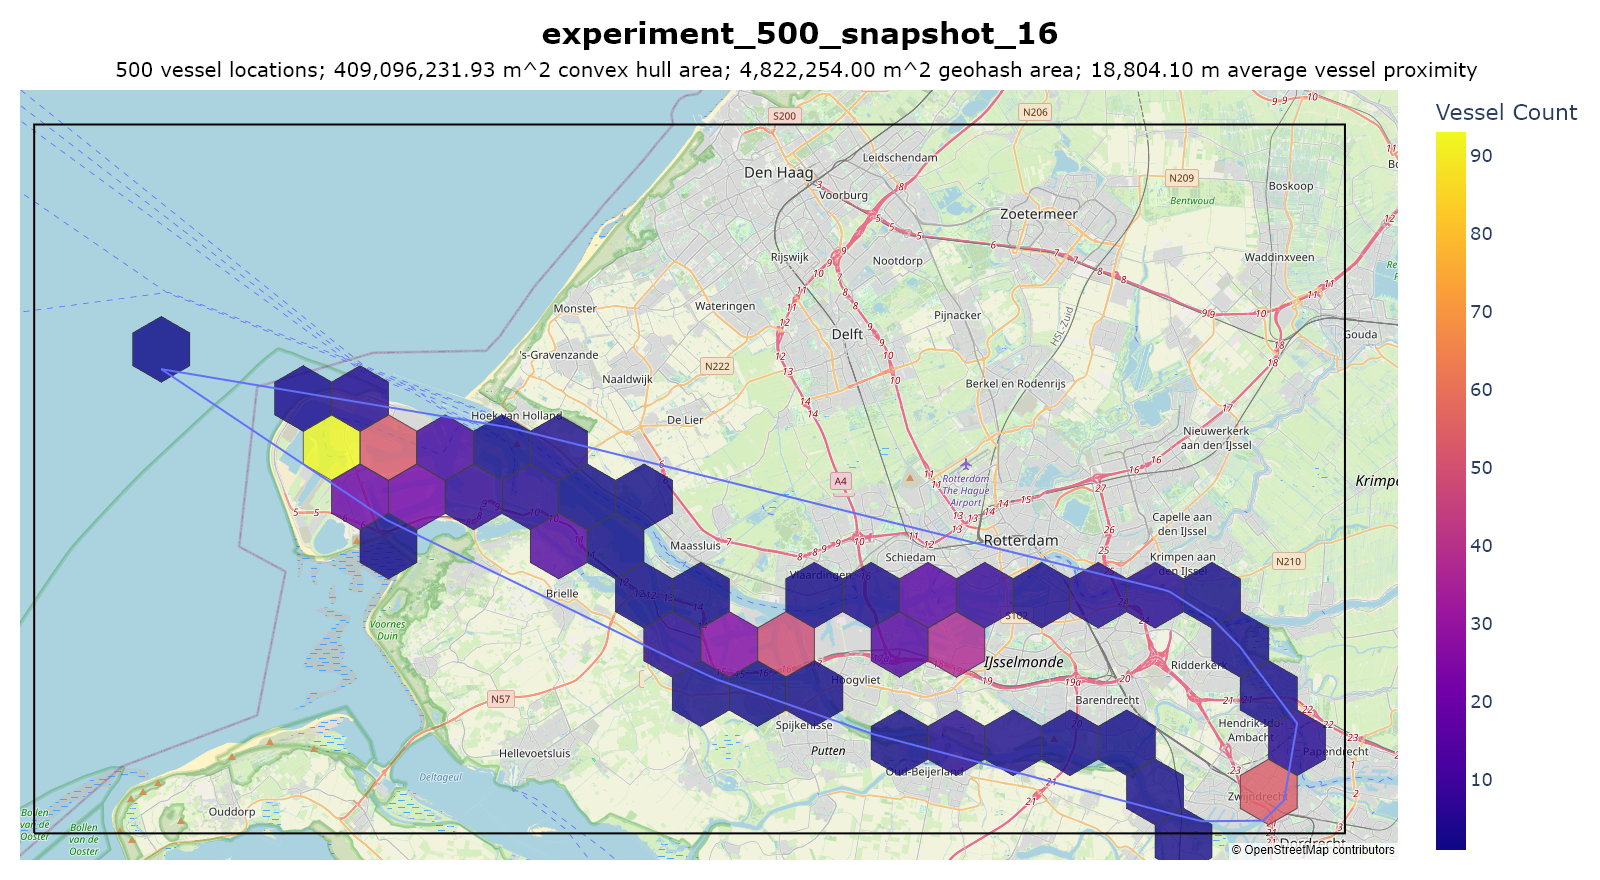 experiment_500_snapshot_16
500 vessel locations; 409,096,231.93 m^2 convex hull area; 4,822,254.00 m^2 geohash area; 18,804.10 m average vessel proximity
Vessel Count
90
80
70
60
50
40
30
20
10
S200
N206
Den Haag
Leidschendam
Voorburg
N209
Boskoop
Bentwoud
Zoetermeer
Rijswijk
Nootdorp
Waddinxveen
Monster
Wateringen
Pijnacker
HSL-Zuid
Delft
Gouda
's-Gravenzande
N222
Naaldwijk
Berkel en Rodenrijs
Hoek van Holland
De Lier
Nieuwerkerk
aan den IJssel
A4
Rotterdam
The Hague
Airport
Krimpe
Capelle aan
den IJssel
Maassluis
Schiedam
Rotterdam
Krimpen aan
den IJssel
N210
Vlaardingen
Brielle
S103
Voornes
Duin
IJsselmonde
Ridderkerk
Hoogvliet
N57
Barendrecht
Spijkenisse
Hendrik-Ido-
Ambacht
Papendrecht
Hellevoetsluis
Putten
Oud-Beijerland
Deltageul
Zwijndrecht
Ouddorp
Bollen
van de
Ooster
Bollen
van de
Ooster
Dordrecht
© OpenStreetMap contributors